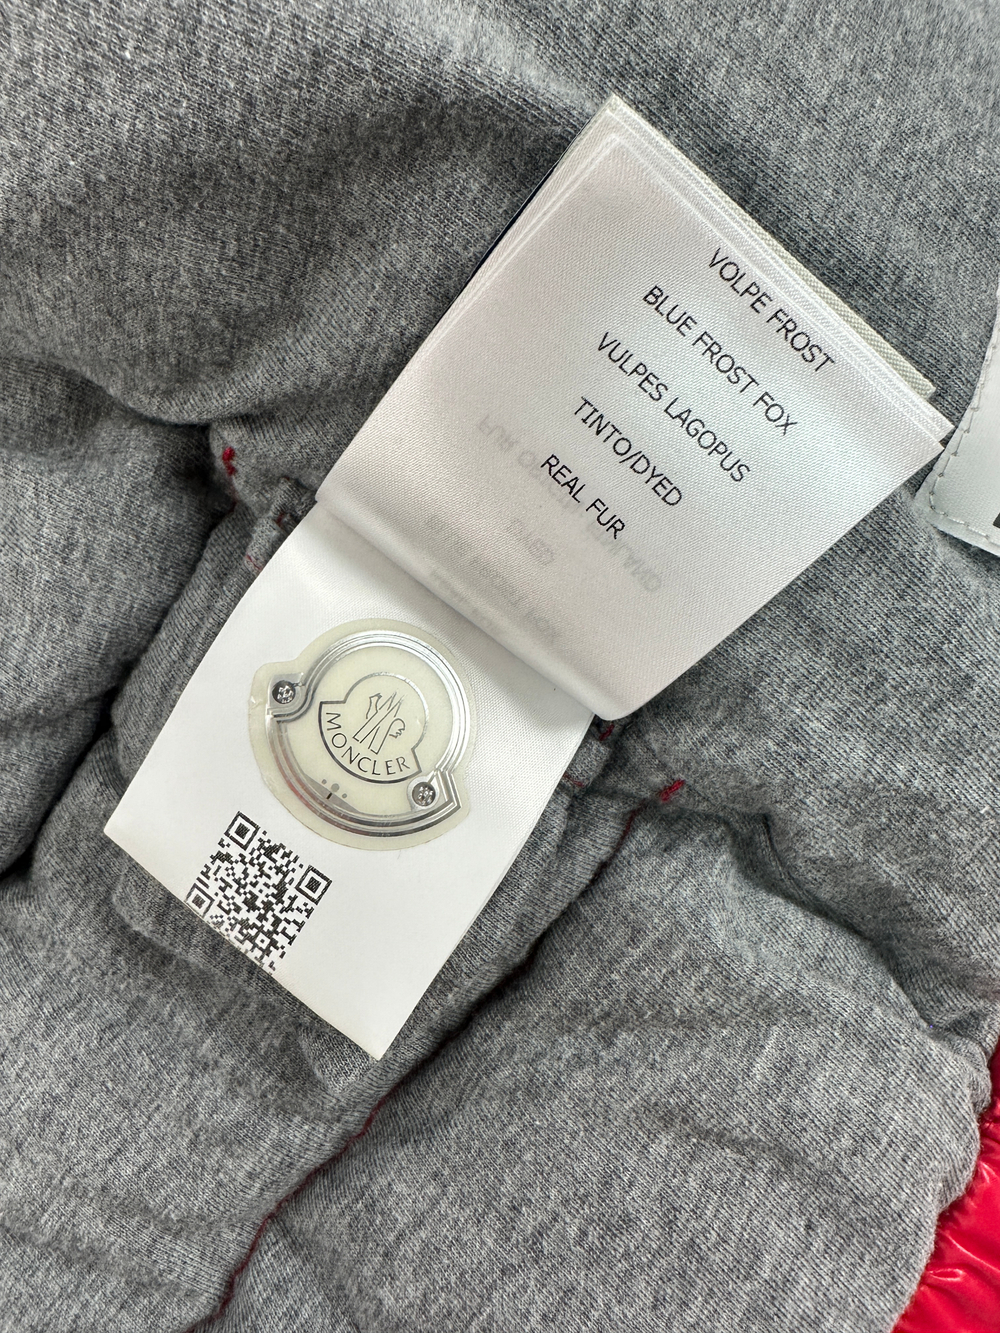 VOLPE FROST
BLUE FROST FOX
VULPES LAGOPUS
TINTO/DYED
REAL FUR
MONCLER